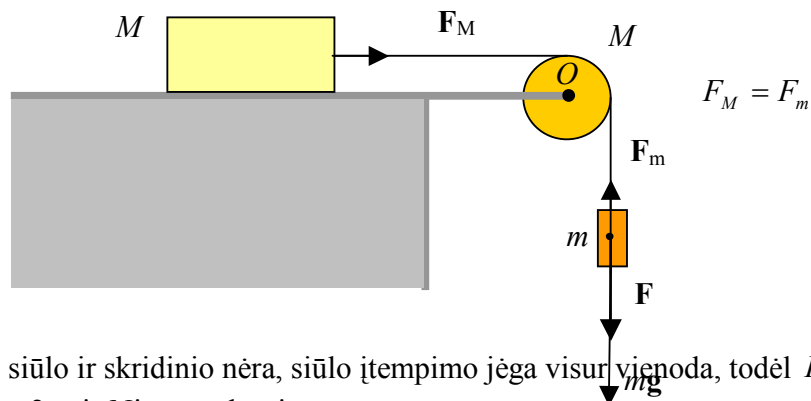 M
F_M
M
O
F_M = F_m
F_m
m
F
siūlo ir skridinio nėra, siūlo įtempimo jėga visur vienoda, todėl
mg